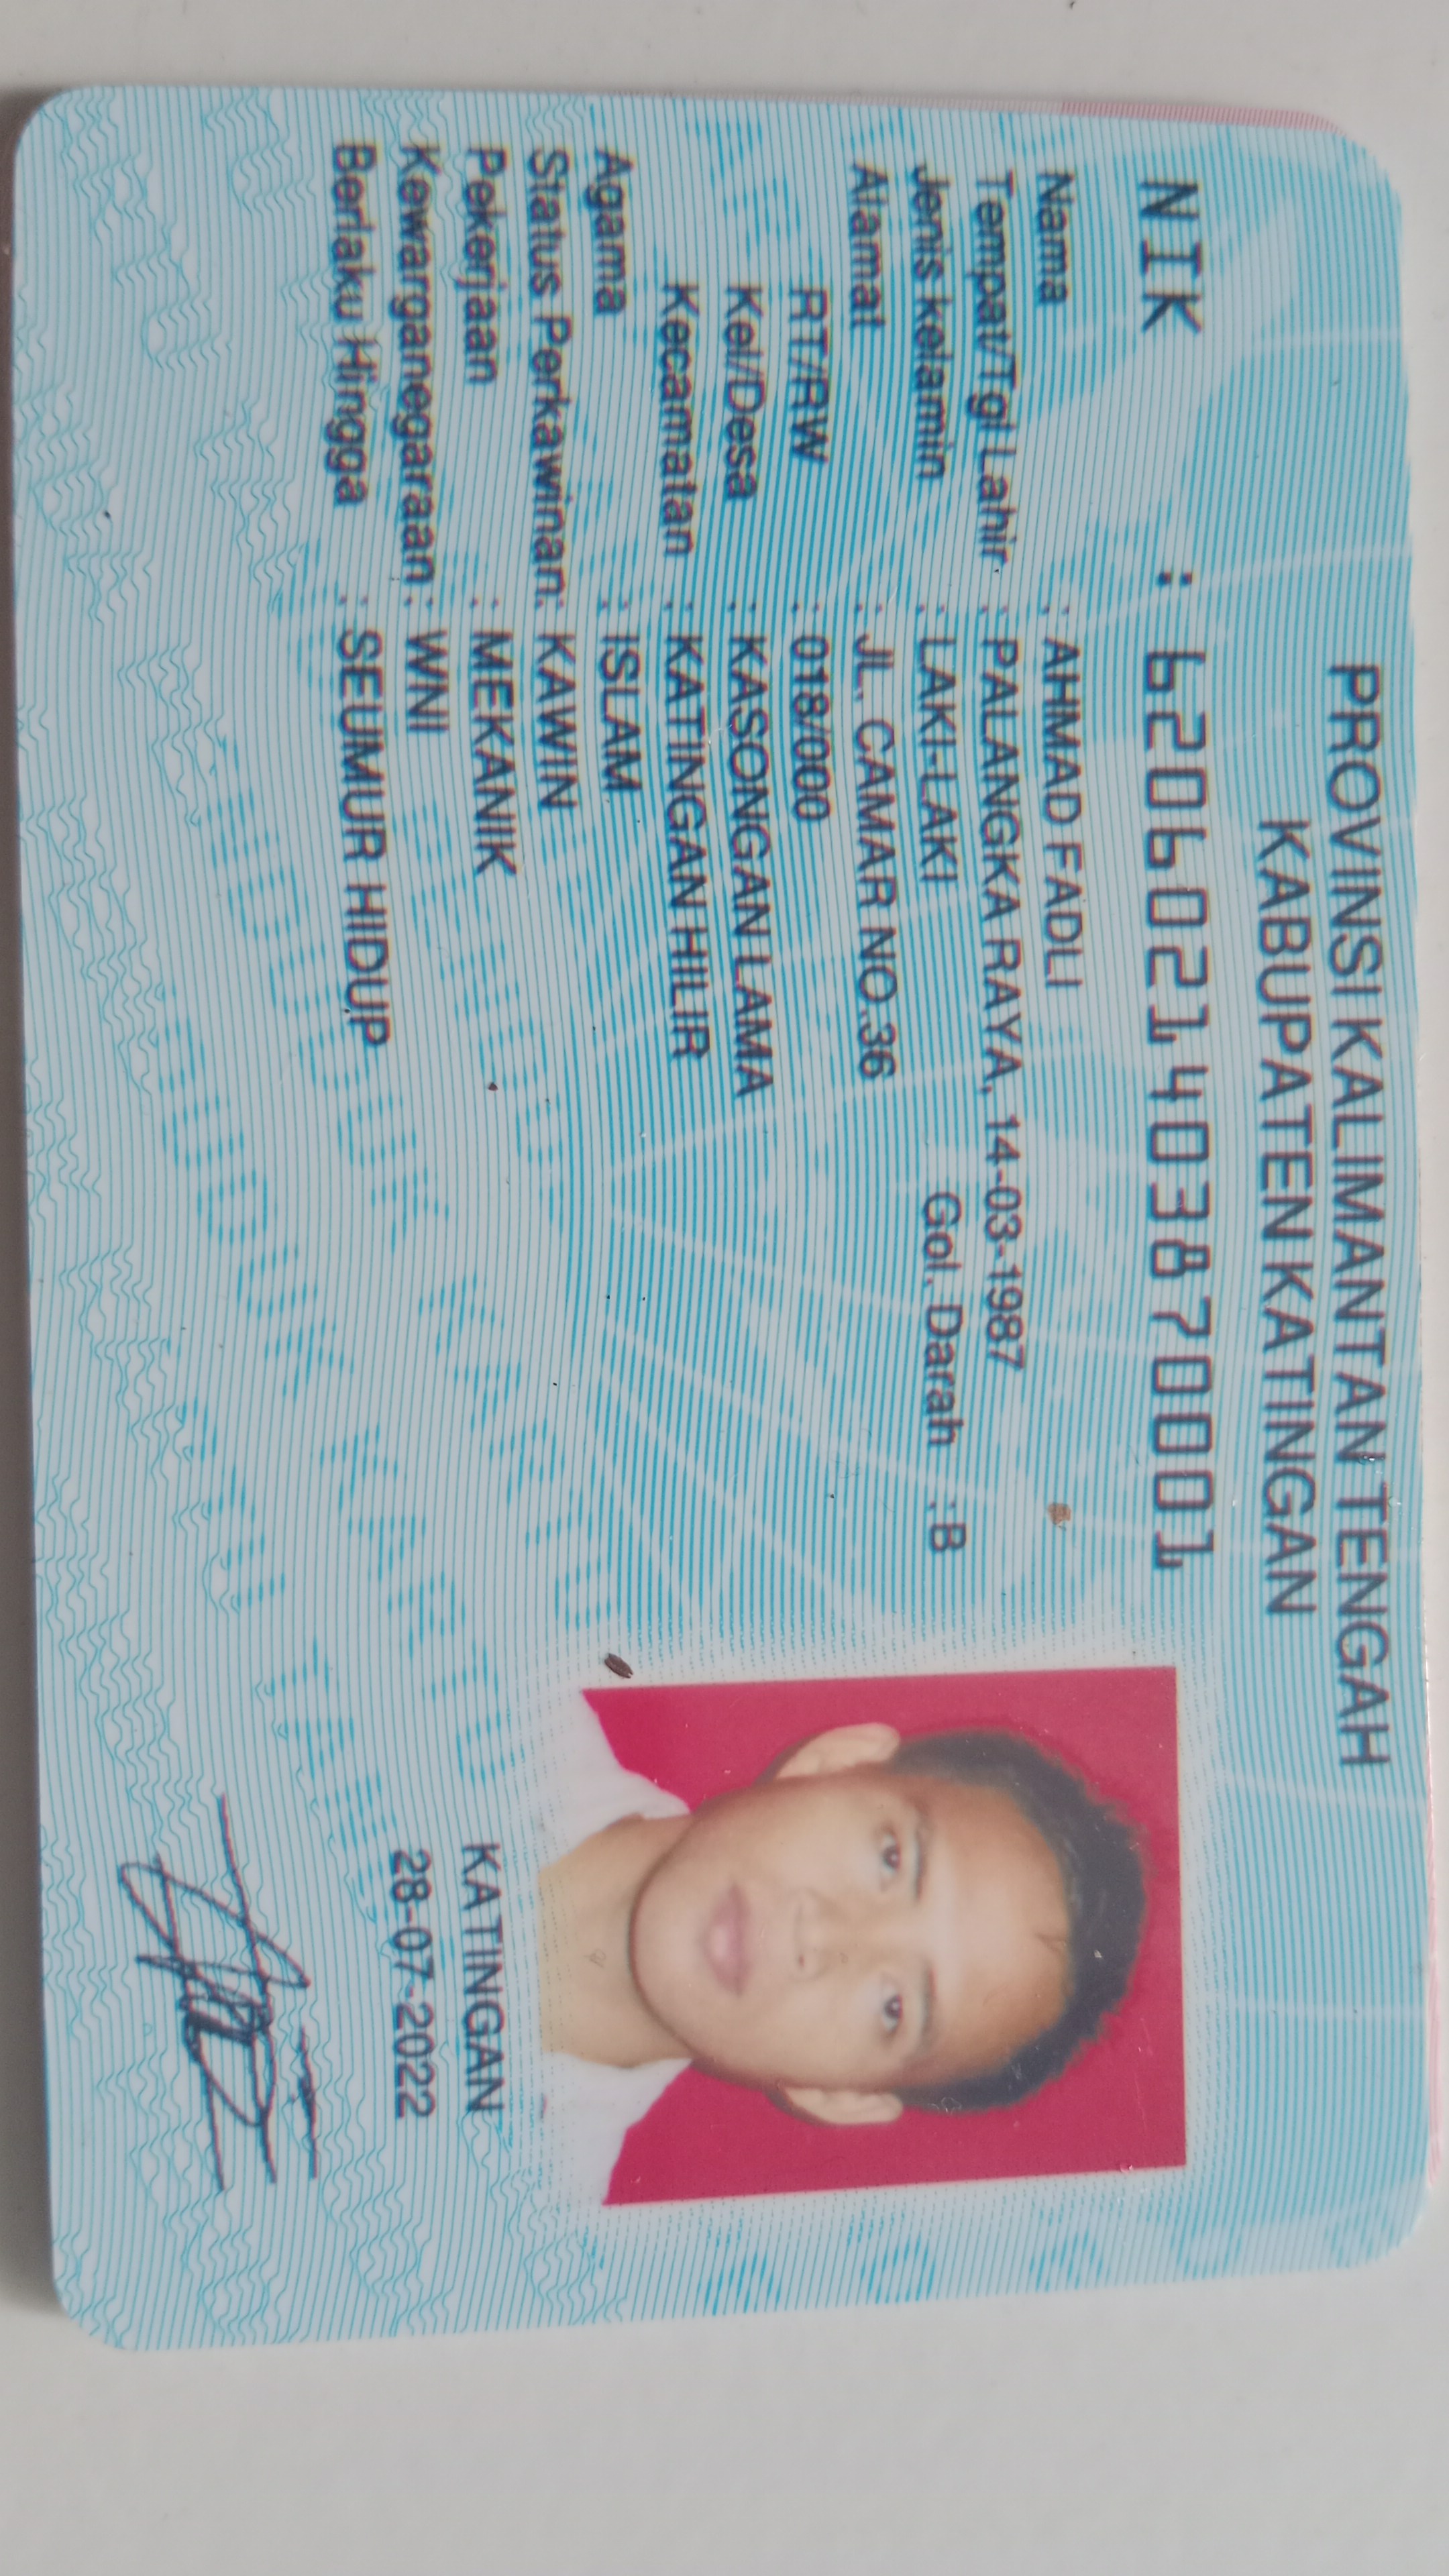 PROVINSI KALIMANTAN TENGAH
KABUPATEN KATINGAN
NIK : 6206021403870001
Nama : AHMAD FADLI
Tempat/Tgl Lahir : PALANGKA RAYA, 14-03-1987
Jenis kelamin : LAKI-LAKI Gol. Darah :B
Alamat : JL. CAMAR NO.36
RT/RW : 018/000
Kel/Desa : KASONGAN LAMA
Kecamatan : KATINGAN HILIR
Agama : ISLAM
Status Perkawinan: KAWIN
Pekerjaan : MEKANIK
Kewarganegaraan : WNI
Berlaku Hingga : SEUMUR HIDUP
KATINGAN
28-07-2022